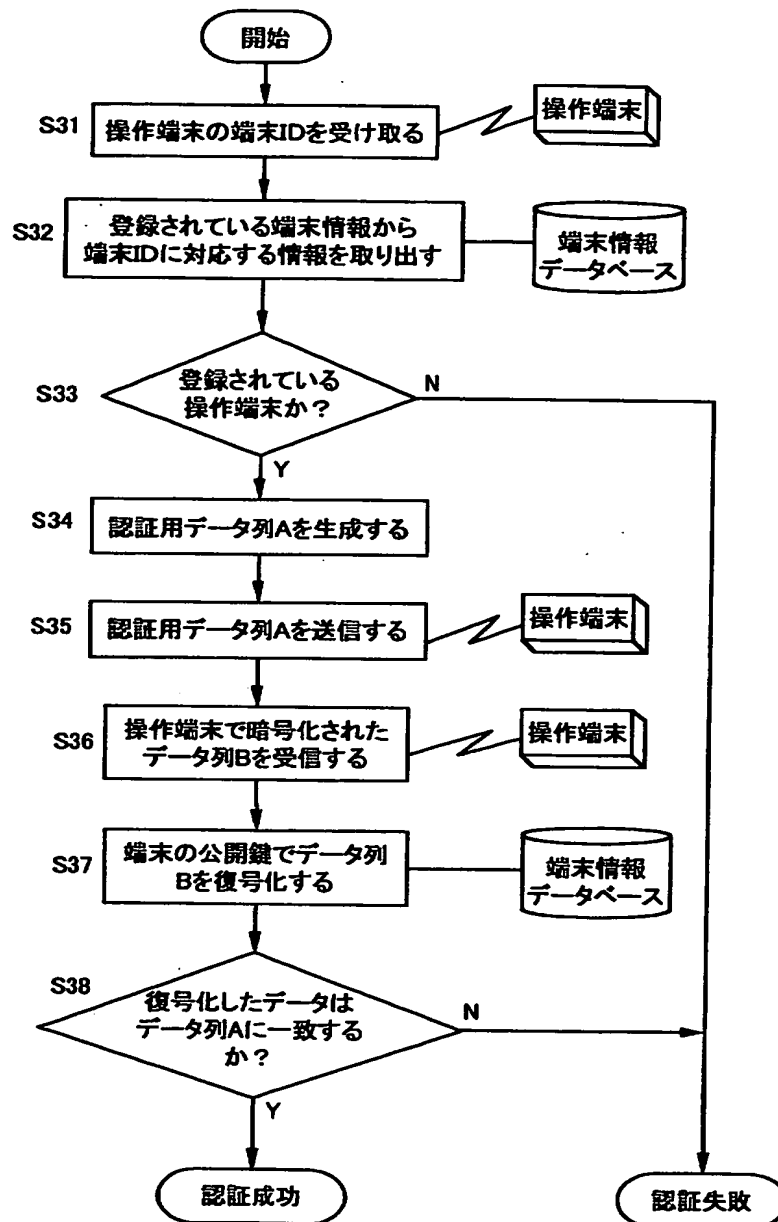 開始
S31
操作端末の端末IDを受け取る
操作端末
S32
登録されている端末情報から
端末IDに対応する情報を取り出す
端末情報
データベース
S33
登録されている
操作端末か?
N
Y
S34
認証用データ列Aを生成する
S35
認証用データ列Aを送信する
操作端末
S36
操作端末で暗号化された
データ列Bを受信する
操作端末
S37
端末の公開鍵でデータ列
Bを復号化する
端末情報
データベース
S38
復号化したデータは
データ列Aに一致する
か?
N
Y
認証成功
認証失敗